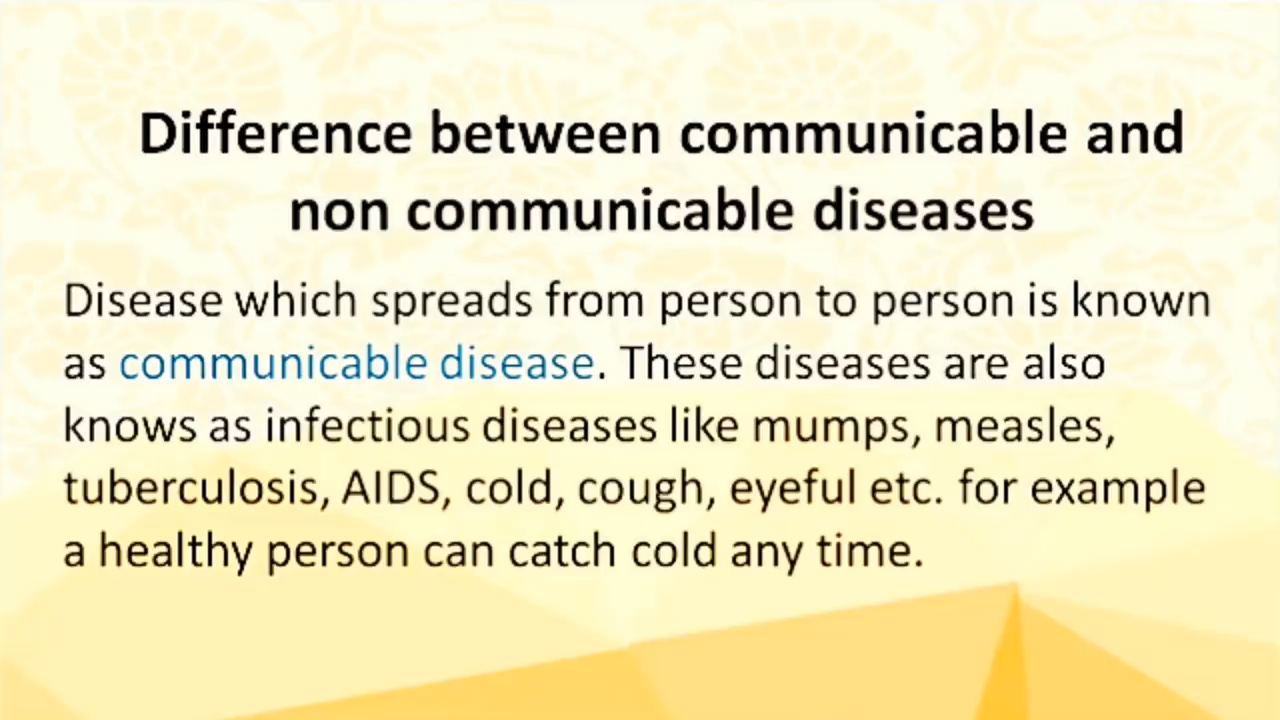 Difference between communicable and
non communicable diseases
Disease which spreads from person to person is known
as communicable disease. These diseases are also
knows as infectious diseases like mumps, measles,
tuberculosis, AIDS, cold, cough, eyeful etc. for example
a healthy person can catch cold any time.